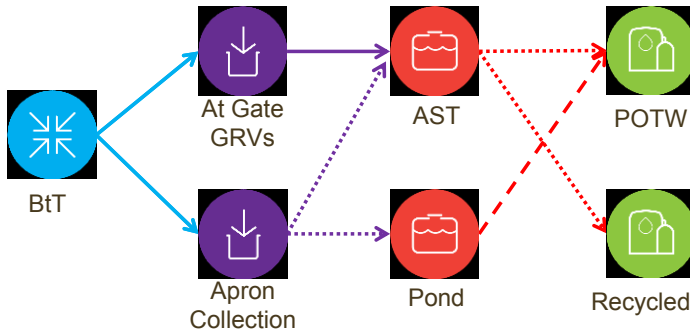 At Gate
GRVs
AST
POTW
BtT
Apron
Collection
Pond
Recycled